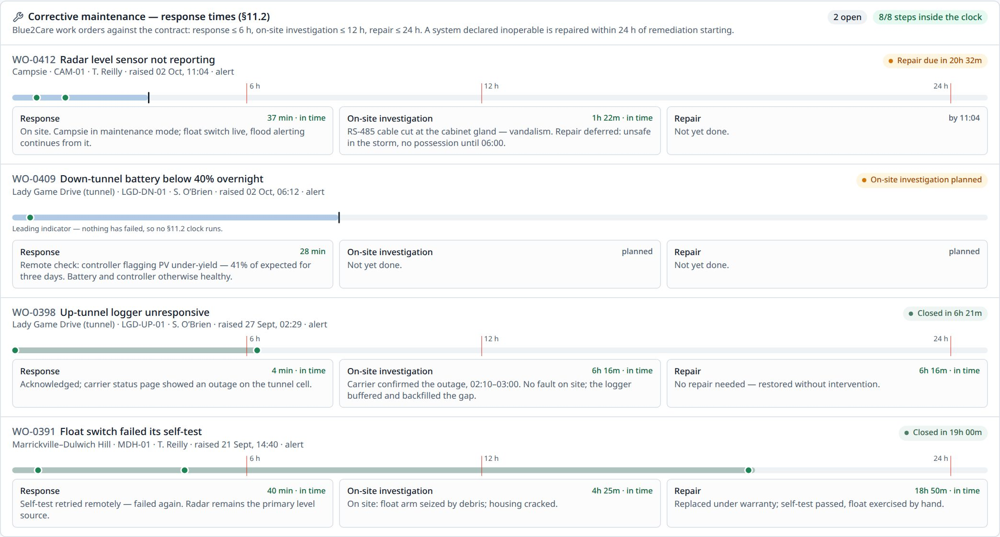 Corrective maintenance — response times (§11.2)
2 open
8/8 steps inside the clock
Blue2Care work orders against the contract: response ≤ 6 h, on-site investigation ≤ 12 h, repair ≤ 24 h. A system declared inoperable is repaired within 24 h of remediation starting.
WO-0412 Radar level sensor not reporting
Repair due in 20h 32m
Campsie · CAM-01 · T. Reilly · raised 02 Oct, 11:04 · alert
6 h
12 h
24 h
Response
37 min · in time
On site. Campsie in maintenance mode; float switch live, flood alerting
continues from it.
On-site investigation
1h 22m · in time
RS-485 cable cut at the cabinet gland — vandalism. Repair deferred: unsafe
in the storm, no possession until 06:00.
Repair
by 11:04
Not yet done.
WO-0409 Down-tunnel battery below 40% overnight
On-site investigation planned
Lady Game Drive (tunnel) · LGD-DN-01 · S. O’Brien · raised 02 Oct, 06:12 · alert
Leading indicator — nothing has failed, so no §11.2 clock runs.
Response
28 min
Remote check: controller flagging PV under-yield — 41% of expected for
three days. Battery and controller otherwise healthy.
On-site investigation
planned
Not yet done.
Repair
planned
Not yet done.
WO-0398 Up-tunnel logger unresponsive
Closed in 6h 21m
Lady Game Drive (tunnel) · LGD-UP-01 · S. O’Brien · raised 27 Sept, 02:29 · alert
6 h
12 h
24 h
Response
4 min · in time
Acknowledged; carrier status page showed an outage on the tunnel cell.
On-site investigation
6h 16m · in time
Carrier confirmed the outage, 02:10–03:00. No fault on site; the logger
buffered and backfilled the gap.
Repair
6h 16m · in time
No repair needed — restored without intervention.
WO-0391 Float switch failed its self-test
Closed in 19h 00m
Marrickville–Dulwich Hill · MDH-01 · T. Reilly · raised 21 Sept, 14:40 · alert
6 h
12 h
24 h
Response
40 min · in time
Self-test retried remotely — failed again. Radar remains the primary level
source.
On-site investigation
4h 25m · in time
On site: float arm seized by debris; housing cracked.
Repair
18h 50m · in time
Replaced under warranty; self-test passed, float exercised by hand.